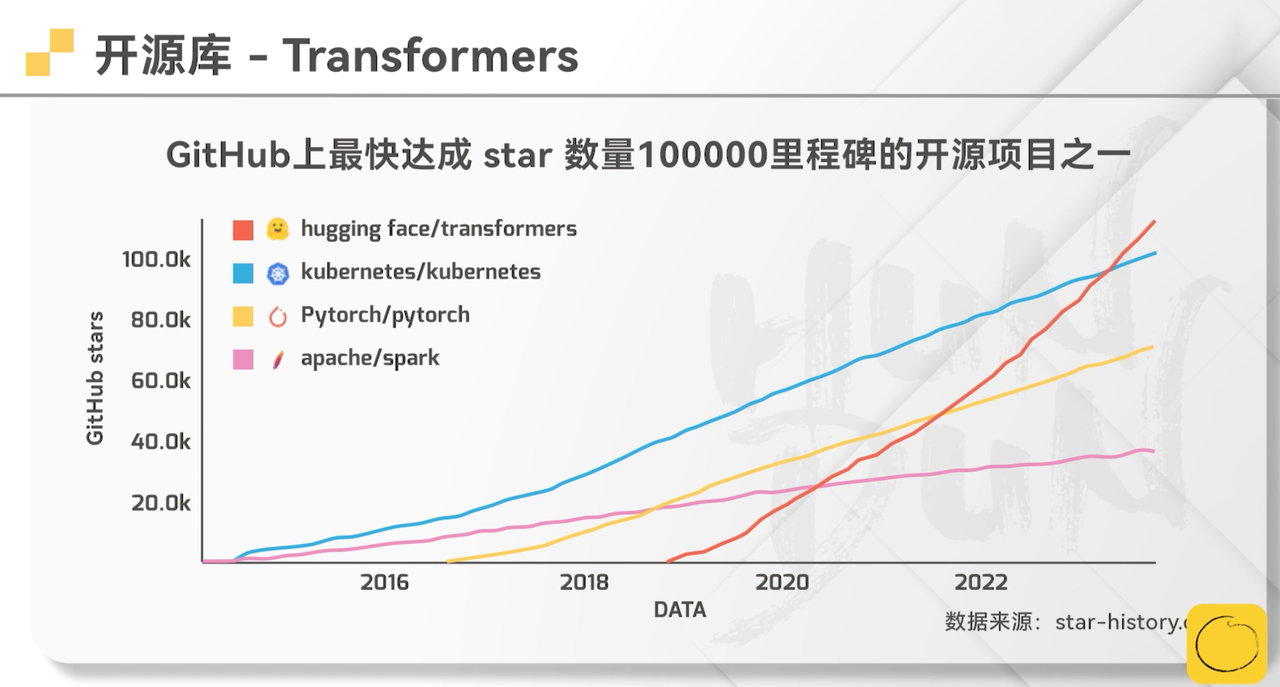 开源库 - Transformers
GitHub上最快达成 star 数量100000里程碑的开源项目之一
hugging face/transformers
kubernetes/kubernetes
Pytorch/pytorch
apache/spark
GitHub stars
100.0k
80.0k
60.0k
40.0k
20.0k
2016
2018
2020
2022
DATA
数据来源：star-history.